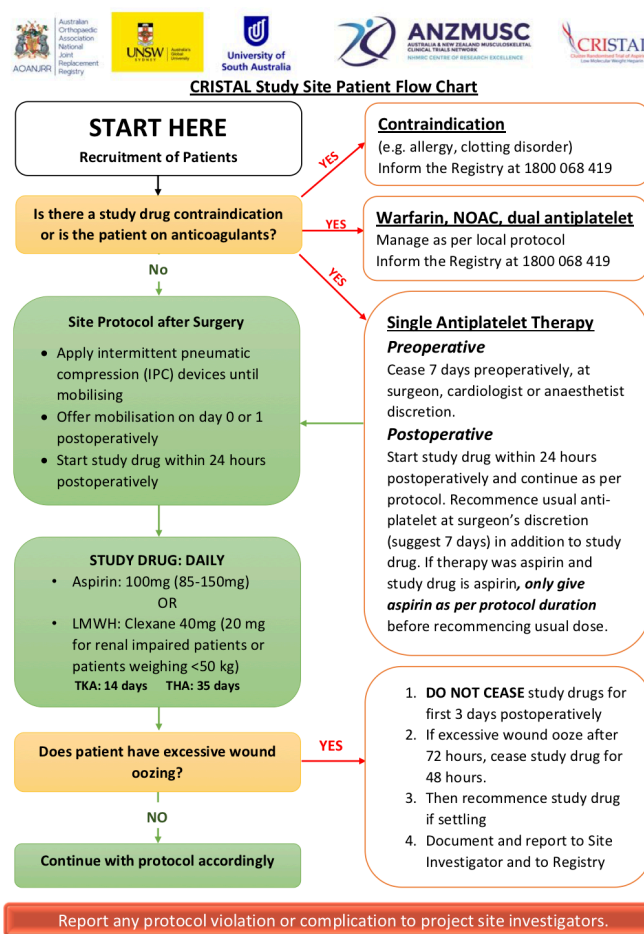 Australian
Orthopaedic
Association
National
Joint
Replacement
Registry
AOANJRR
UNSW
SYDNEY
Australia's
Global
University
University of
South Australia
ANZMUSC
AUSTRALIA & NEW ZEALAND MUSCULOSKELETAL
CLINICAL TRIALS NETWORK
NHMRC CENTRE OF RESEARCH EXCELLENCE
CRISTAL
CRISTAL Study Site Patient Flow Chart
START HERE
Recruitment of Patients
YES
Contraindication
(e.g. allergy, clotting disorder)
Inform the Registry at 1800 068 419
Is there a study drug contraindication
or is the patient on anticoagulants?
YES
Warfarin, NOAC, dual antiplatelet
Manage as per local protocol
Inform the Registry at 1800 068 419
No
YES
Site Protocol after Surgery
• Apply intermittent pneumatic
compression (IPC) devices until
mobilising
• Offer mobilisation on day 0 or 1
postoperatively
• Start study drug within 24 hours
postoperatively
Single Antiplatelet Therapy
Preoperative
Cease 7 days preoperatively, at
surgeon, cardiologist or anaesthetist
discretion.
Postoperative
Start study drug within 24 hours
postoperatively and continue as per
protocol. Recommence usual anti-
platelet at surgeon's discretion
(suggest 7 days) in addition to study
drug. If therapy was aspirin and
study drug is aspirin, only give
aspirin as per protocol duration
before recommencing usual dose.
STUDY DRUG: DAILY
• Aspirin: 100mg (85-150mg)
OR
• LMWH: Clexane 40mg (20 mg
for renal impaired patients or
patients weighing <50 kg)
TKA: 14 days THA: 35 days
Does patient have excessive wound
oozing?
YES
1. DO NOT CEASE study drugs for
first 3 days postoperatively
2. If excessive wound ooze after
72 hours, cease study drug for
48 hours.
3. Then recommence study drug
if settling
4. Document and report to Site
Investigator and to Registry
NO
Continue with protocol accordingly
Report any protocol violation or complication to project site investigators.